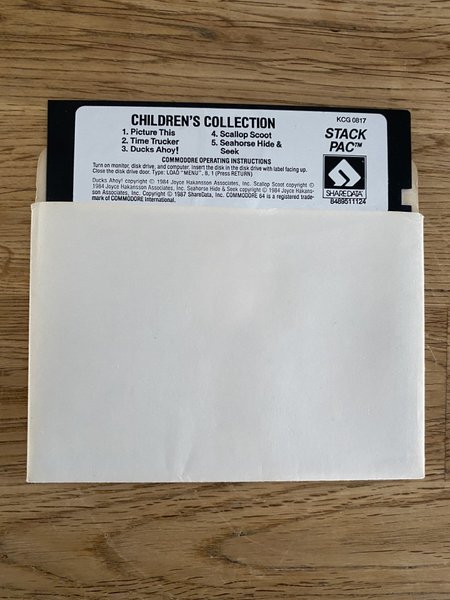 CHILDREN'S COLLECTION
1. Picture This
2. Time Trucker
3. Ducks Ahoy!
4. Scallop Scoot
5. Seahorse Hide &
Seek
KCG 0817
STACK
PAC™
COMMODORE OPERATING INSTRUCTIONS
Turn on monitor, disk drive, and computer. Insert the disk in the disk drive with label facing up.
Close the disk drive door. Type: LOAD "MENU", 8, 1 (Press RETURN)
Ducks Ahoy! copyright © 1984 Joyce Hakansson Associates, Inc. Scallop Scoot copyright ©
1984 Joyce Hakansson Associates, Inc. Seahorse Hide & Seek copyright © 1984 Joyce Hakans-
son Associates, Inc. Copyright © 1987 ShareData, Inc. COMMODORE 64 is a registered trade-
mark of COMMODORE International.
SHAREDATA
8489511124